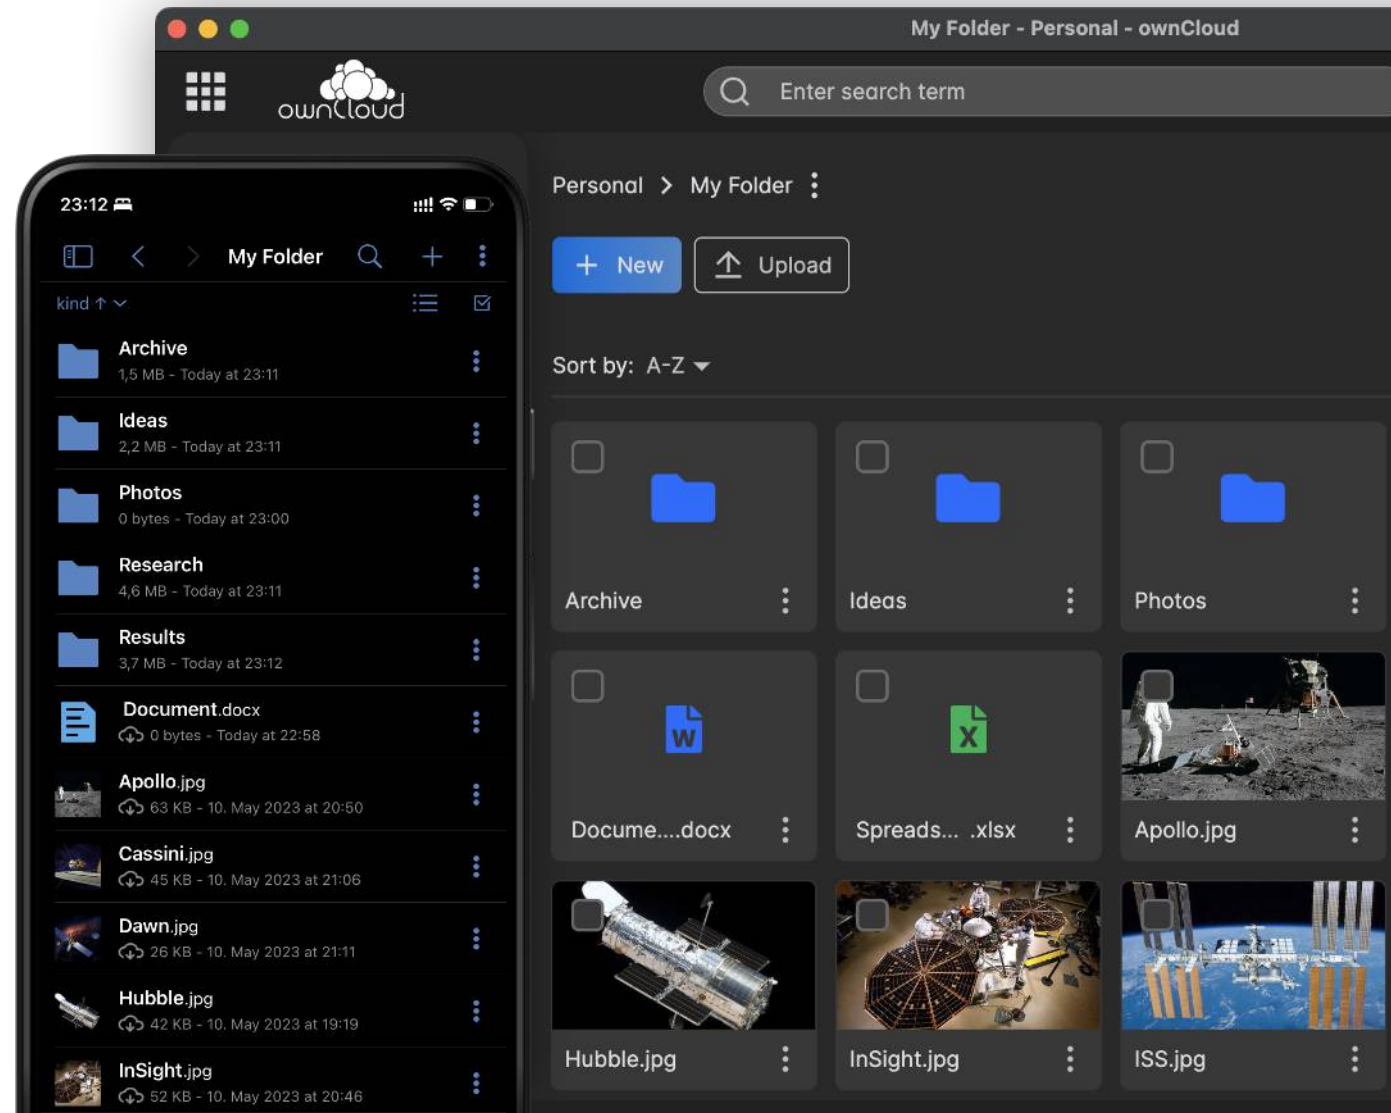 My Folder - Personal - ownCloud
ownCloud
Enter search term
Personal > My Folder
+ New
Upload
Sort by: A-Z
Archive
Ideas
Photos
Docume....docx
Spreads... .xlsx
Apollo.jpg
Hubble.jpg
InSight.jpg
ISS.jpg
23:12
My Folder
kind ↑
Archive
1,5 MB - Today at 23:11
Ideas
2,2 MB - Today at 23:11
Photos
0 bytes - Today at 23:00
Research
4,6 MB - Today at 23:11
Results
3,7 MB - Today at 23:12
Document.docx
0 bytes - Today at 22:58
Apollo.jpg
63 KB - 10. May 2023 at 20:50
Cassini.jpg
45 KB - 10. May 2023 at 21:06
Dawn.jpg
26 KB - 10. May 2023 at 21:11
Hubble.jpg
42 KB - 10. May 2023 at 19:19
InSight.jpg
52 KB - 10. May 2023 at 20:46